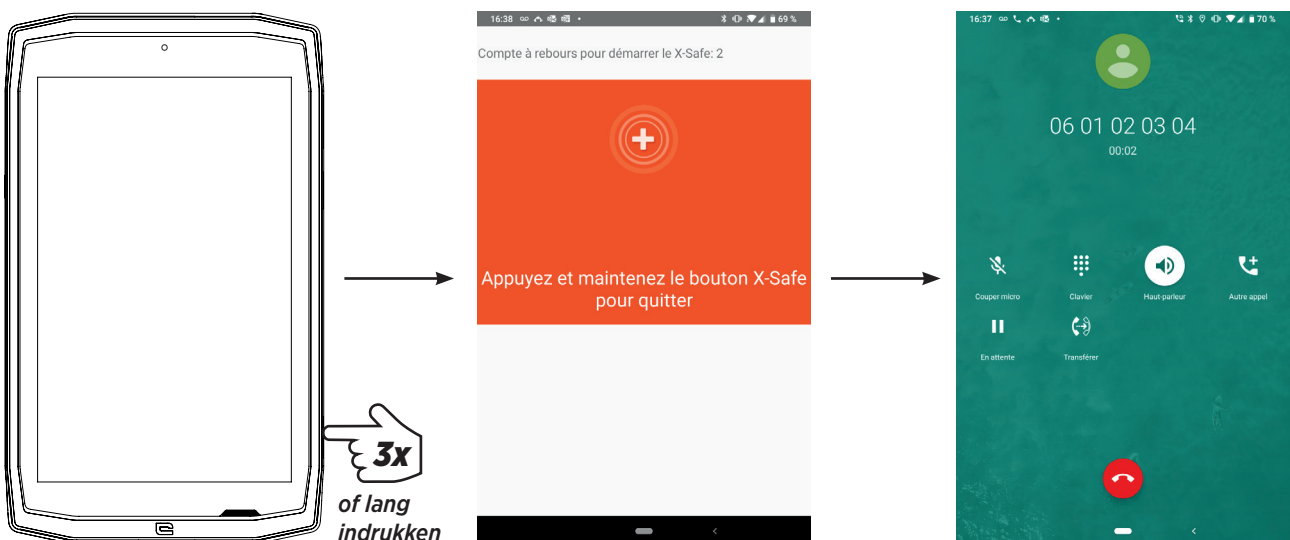 3x
of lang
indrukken
16:38
69 %
Compte à rebours pour démarrer le X-Safe: 2
Appuyez et maintenez le bouton X-Safe
pour quitter
16:37
70 %
06 01 02 03 04
00:02
Couper micro Clavier Haut-parleur Autre appel
En attente Transférer